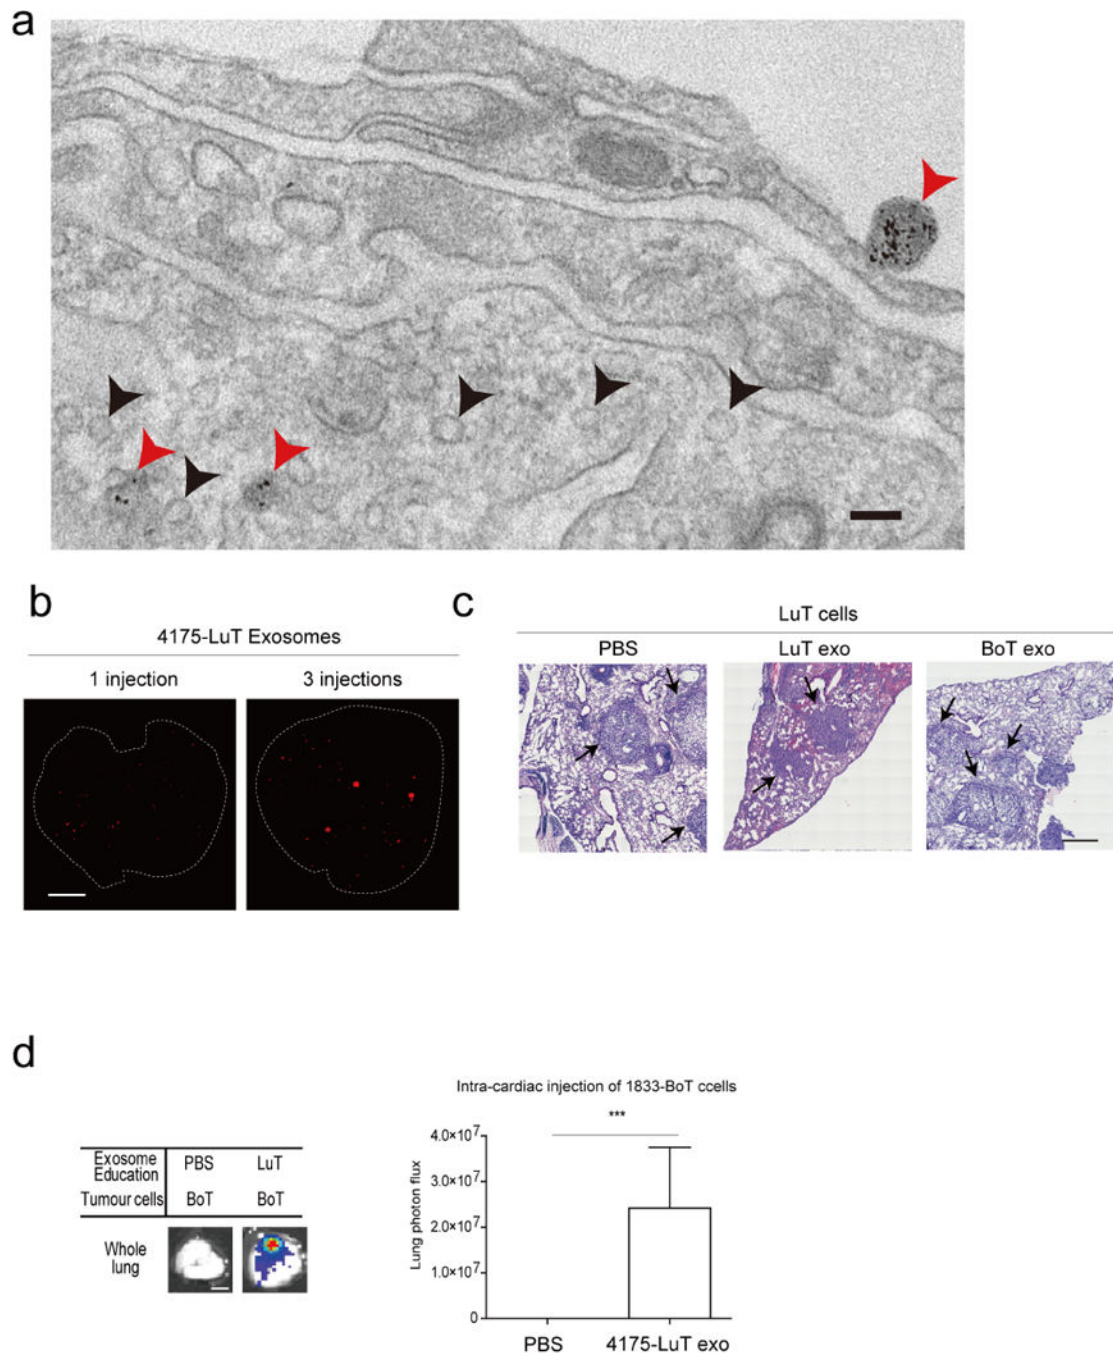 a
b
4175-LuT Exosomes
1 injection
3 injections
c
LuT cells
PBS
LuT exo
BoT exo
d
Exosome Education PBS LuT
Tumour cells BoT BoT
Whole lung
Intra-cardiac injection of 1833-BoT ccells
***
Lung photon flux
4.0×10⁷
3.0×10⁷
2.0×10⁷
1.0×10⁷
0
PBS
4175-LuT exo